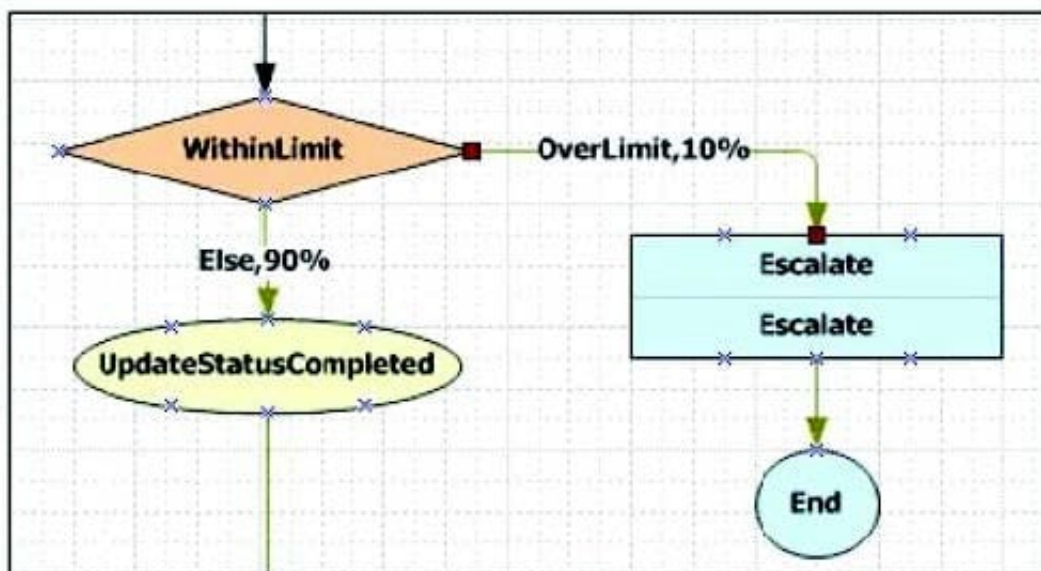 WithinLimit
OverLimit,10%
Else,90%
Escalate
Escalate
UpdateStatusCompleted
End